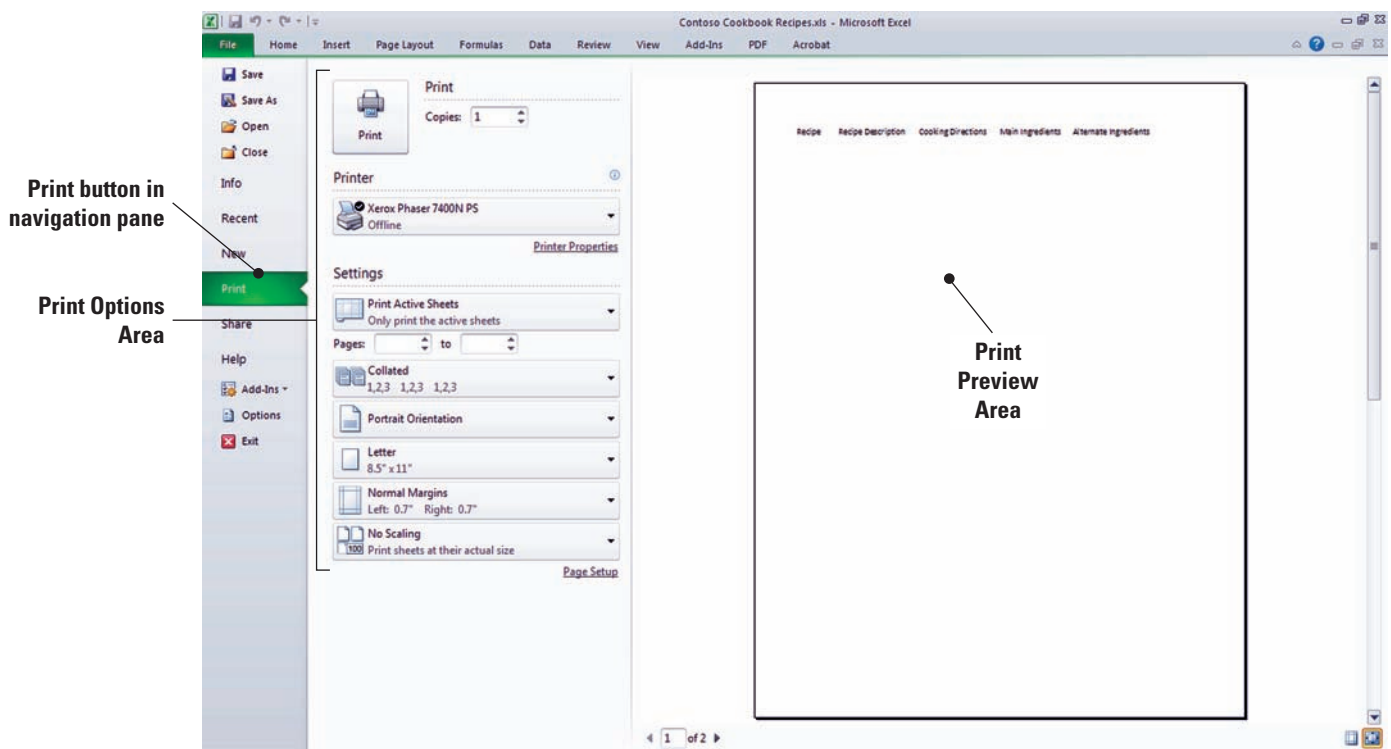 Contoso Cookbook Recipes.xls - Microsoft Excel
File Home Insert Page Layout Formulas Data Review View Add-Ins PDF Acrobat
Save
Save As
Open
Close
Info
Recent
New
Print
Share
Help
Add-Ins
Options
Exit
Print button in
navigation pane
Print Options
Area
Print
Print
Copies: 1
Printer
Xerox Phaser 7400N PS
Offline
Printer Properties
Settings
Print Active Sheets
Only print the active sheets
Pages: to
Collated
1,2,3 1,2,3 1,2,3
Portrait Orientation
Letter
8.5" x 11"
Normal Margins
Left: 0.7" Right: 0.7"
No Scaling
100 Print sheets at their actual size
Page Setup
Recipe Recipe Description Cooking Directions Main Ingredients Alternate Ingredients
Print
Preview
Area
1 of 2